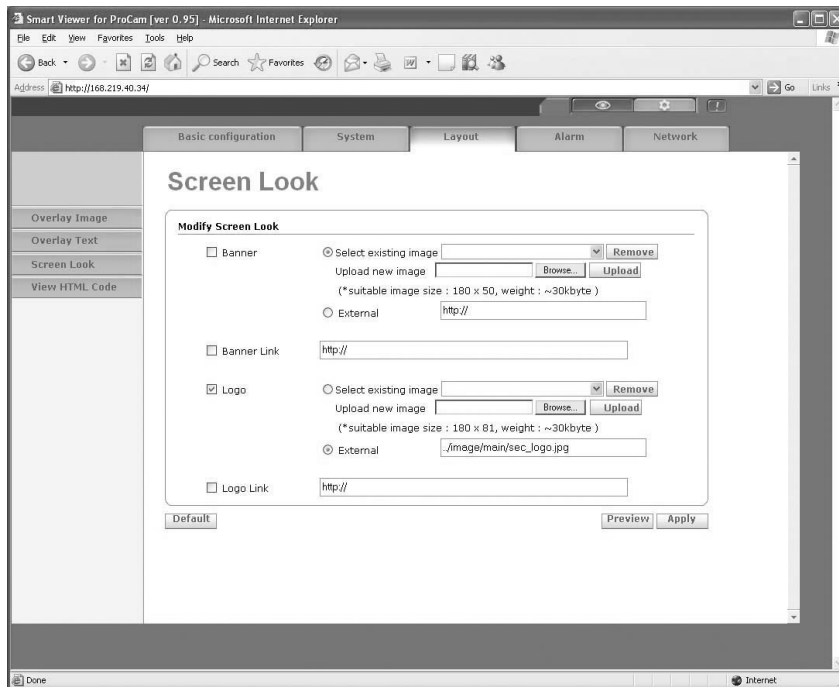 Smart Viewer for ProCam [ver 0.95] - Microsoft Internet Explorer
File Edit View Favorites Tools Help
Back Search Favorites
Address http://168.219.40.34/ Go Links
Basic configuration System Layout Alarm Network
Screen Look
Overlay Image
Overlay Text
Screen Look
View HTML Code
Modify Screen Look
Banner Select existing image Remove
Upload new image Browse... Upload
(*suitable image size : 180 x 50, weight : ~30kbyte )
External http://
Banner Link http://
Logo Select existing image Remove
Upload new image Browse... Upload
(*suitable image size : 180 x 81, weight : ~30kbyte )
External ../image/main/sec_logo.jpg
Logo Link http://
Default Preview Apply
Done Internet